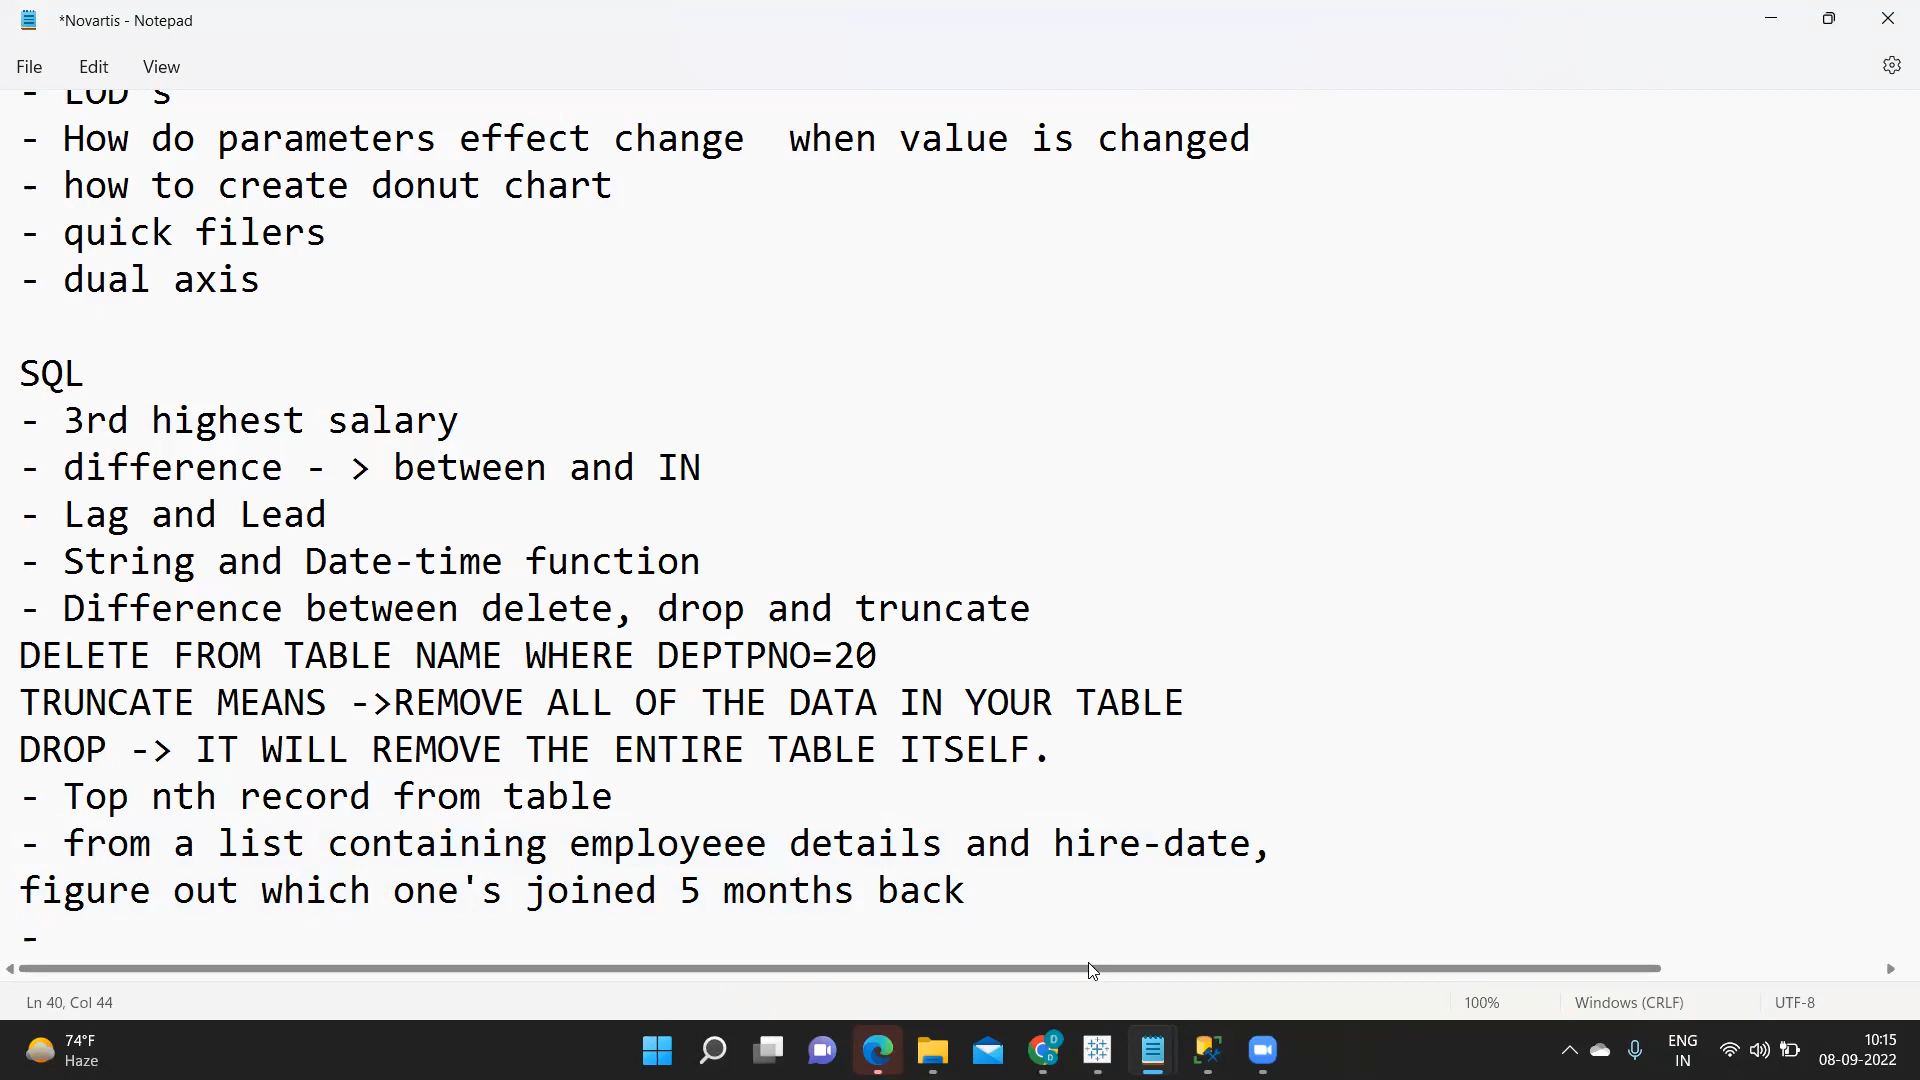 *Novartis - Notepad
File Edit View
- LOD's
- How do parameters effect change  when value is changed
- how to create donut chart
- quick filers
- dual axis
SQL
- 3rd highest salary
- difference - > between and IN
- Lag and Lead
- String and Date-time function
- Difference between delete, drop and truncate
DELETE FROM TABLE NAME WHERE DEPTPNO=20
TRUNCATE MEANS ->REMOVE ALL OF THE DATA IN YOUR TABLE
DROP -> IT WILL REMOVE THE ENTIRE TABLE ITSELF.
- Top nth record from table
- from a list containing employeee details and hire-date,
figure out which one's joined 5 months back
-
Ln 40, Col 44 100% Windows (CRLF) UTF-8
74°F
Haze
D
D
ENG
IN
10:15
08-09-2022